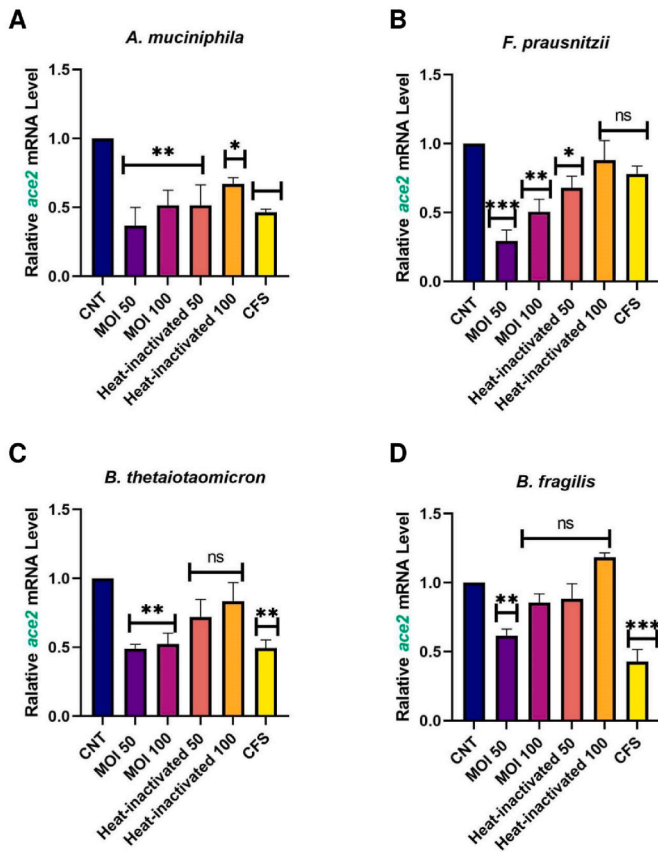 A
A. muciniphila
Ralative ace2 mRNA Level
1.5
1.0
0.5
0.0
**
*
CNT
MOI 50
MOI 100
Heat-inactivated 50
Heat-inactivated 100
CFS
B
F. prausnitzii
Ralative ace2 mRNA Level
1.5
1.0
0.5
0.0
***
**
*
ns
CNT
MOI 50
MOI 100
Heat-inactivated 50
Heat-inactivated 100
CFS
C
B. thetaiotaomicron
Ralative ace2 mRNA Level
1.5
1.0
0.5
0.0
**
ns
**
CNT
MOI 50
MOI 100
Heat-inactivated 50
Heat-inactivated 100
CFS
D
B. fragilis
Ralative ace2 mRNA Level
1.5
1.0
0.5
0.0
**
ns
***
CNT
MOI 50
MOI 100
Heat-inactivated 50
Heat-inactivated 100
CFS